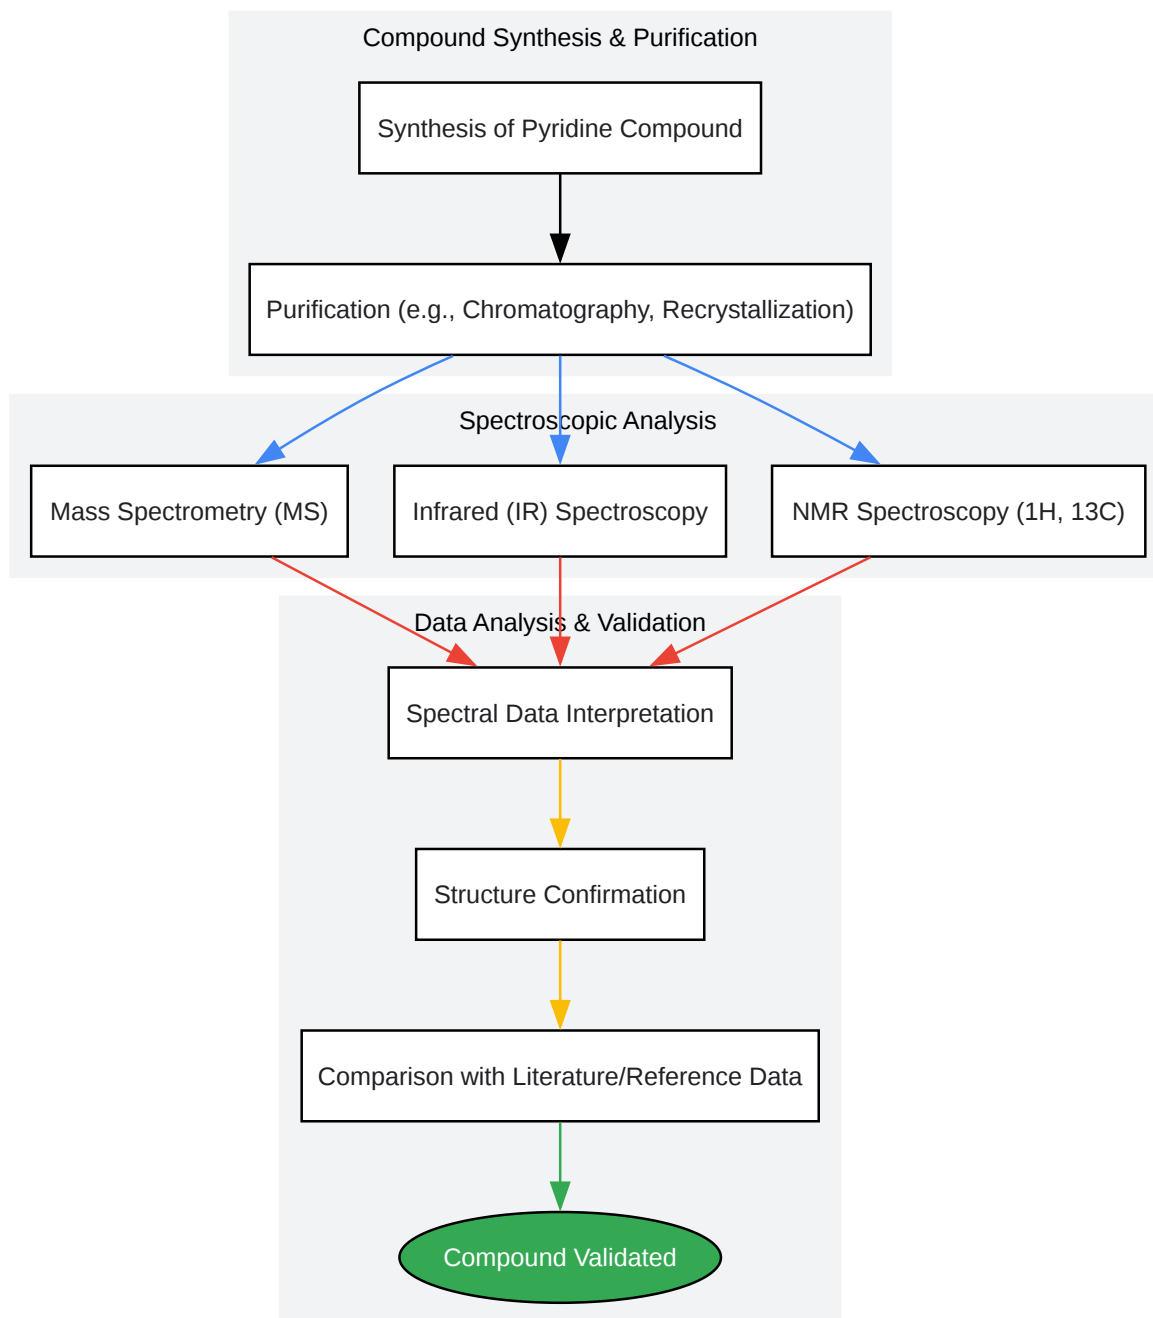 Compound Synthesis & Purification
Synthesis of Pyridine Compound
Purification (e.g., Chromatography, Recrystallization)
Spectroscopic Analysis
Mass Spectrometry (MS)
Infrared (IR) Spectroscopy
NMR Spectroscopy (1H, 13C)
Data Analysis & Validation
Spectral Data Interpretation
Structure Confirmation
Comparison with Literature/Reference Data
Compound Validated